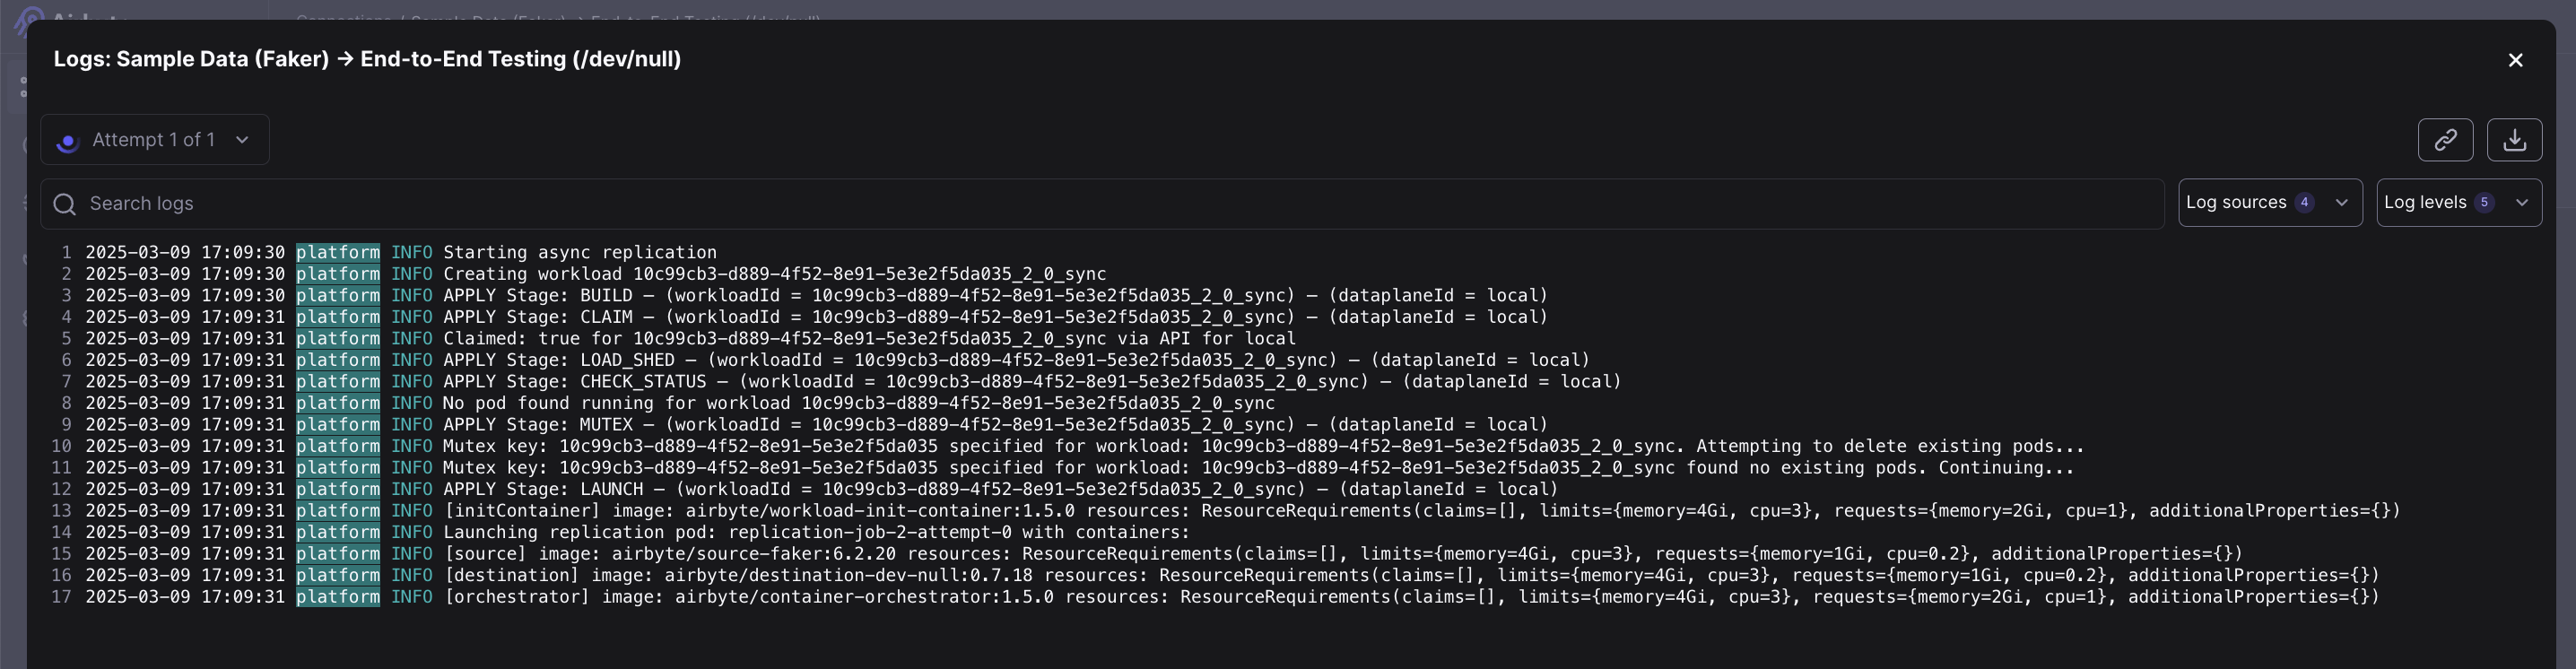 Connections / Sample Data (Faker) → End-to-End Testing (/dev/null)
Logs: Sample Data (Faker) → End-to-End Testing (/dev/null)
Attempt 1 of 1
Search logs
Log sources 4
Log levels 5
1 2025-03-09 17:09:30 platform INFO Starting async replication
2 2025-03-09 17:09:30 platform INFO Creating workload 10c99cb3-d889-4f52-8e91-5e3e2f5da035_2_0_sync
3 2025-03-09 17:09:30 platform INFO APPLY Stage: BUILD — (workloadId = 10c99cb3-d889-4f52-8e91-5e3e2f5da035_2_0_sync) — (dataplaneId = local)
4 2025-03-09 17:09:31 platform INFO APPLY Stage: CLAIM — (workloadId = 10c99cb3-d889-4f52-8e91-5e3e2f5da035_2_0_sync) — (dataplaneId = local)
5 2025-03-09 17:09:31 platform INFO Claimed: true for 10c99cb3-d889-4f52-8e91-5e3e2f5da035_2_0_sync via API for local
6 2025-03-09 17:09:31 platform INFO APPLY Stage: LOAD_SHED — (workloadId = 10c99cb3-d889-4f52-8e91-5e3e2f5da035_2_0_sync) — (dataplaneId = local)
7 2025-03-09 17:09:31 platform INFO APPLY Stage: CHECK_STATUS — (workloadId = 10c99cb3-d889-4f52-8e91-5e3e2f5da035_2_0_sync) — (dataplaneId = local)
8 2025-03-09 17:09:31 platform INFO No pod found running for workload 10c99cb3-d889-4f52-8e91-5e3e2f5da035_2_0_sync
9 2025-03-09 17:09:31 platform INFO APPLY Stage: MUTEX — (workloadId = 10c99cb3-d889-4f52-8e91-5e3e2f5da035_2_0_sync) — (dataplaneId = local)
10 2025-03-09 17:09:31 platform INFO Mutex key: 10c99cb3-d889-4f52-8e91-5e3e2f5da035 specified for workload: 10c99cb3-d889-4f52-8e91-5e3e2f5da035_2_0_sync. Attempting to delete existing pods...
11 2025-03-09 17:09:31 platform INFO Mutex key: 10c99cb3-d889-4f52-8e91-5e3e2f5da035 specified for workload: 10c99cb3-d889-4f52-8e91-5e3e2f5da035_2_0_sync found no existing pods. Continuing...
12 2025-03-09 17:09:31 platform INFO APPLY Stage: LAUNCH — (workloadId = 10c99cb3-d889-4f52-8e91-5e3e2f5da035_2_0_sync) — (dataplaneId = local)
13 2025-03-09 17:09:31 platform INFO [initContainer] image: airbyte/workload-init-container:1.5.0 resources: ResourceRequirements(claims=[], limits={memory=4Gi, cpu=3}, requests={memory=2Gi, cpu=1}, additionalProperties={})
14 2025-03-09 17:09:31 platform INFO Launching replication pod: replication-job-2-attempt-0 with containers:
15 2025-03-09 17:09:31 platform INFO [source] image: airbyte/source-faker:6.2.20 resources: ResourceRequirements(claims=[], limits={memory=4Gi, cpu=3}, requests={memory=1Gi, cpu=0.2}, additionalProperties={})
16 2025-03-09 17:09:31 platform INFO [destination] image: airbyte/destination-dev-null:0.7.18 resources: ResourceRequirements(claims=[], limits={memory=4Gi, cpu=3}, requests={memory=1Gi, cpu=0.2}, additionalProperties={})
17 2025-03-09 17:09:31 platform INFO [orchestrator] image: airbyte/container-orchestrator:1.5.0 resources: ResourceRequirements(claims=[], limits={memory=4Gi, cpu=3}, requests={memory=2Gi, cpu=1}, additionalProperties={})